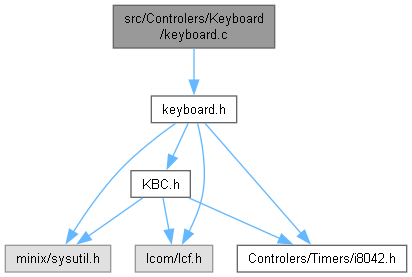 src/Controlers/Keyboard
/keyboard.c
keyboard.h
KBC.h
minix/sysutil.h
lcom/lcf.h
Controlers/Timers/i8042.h